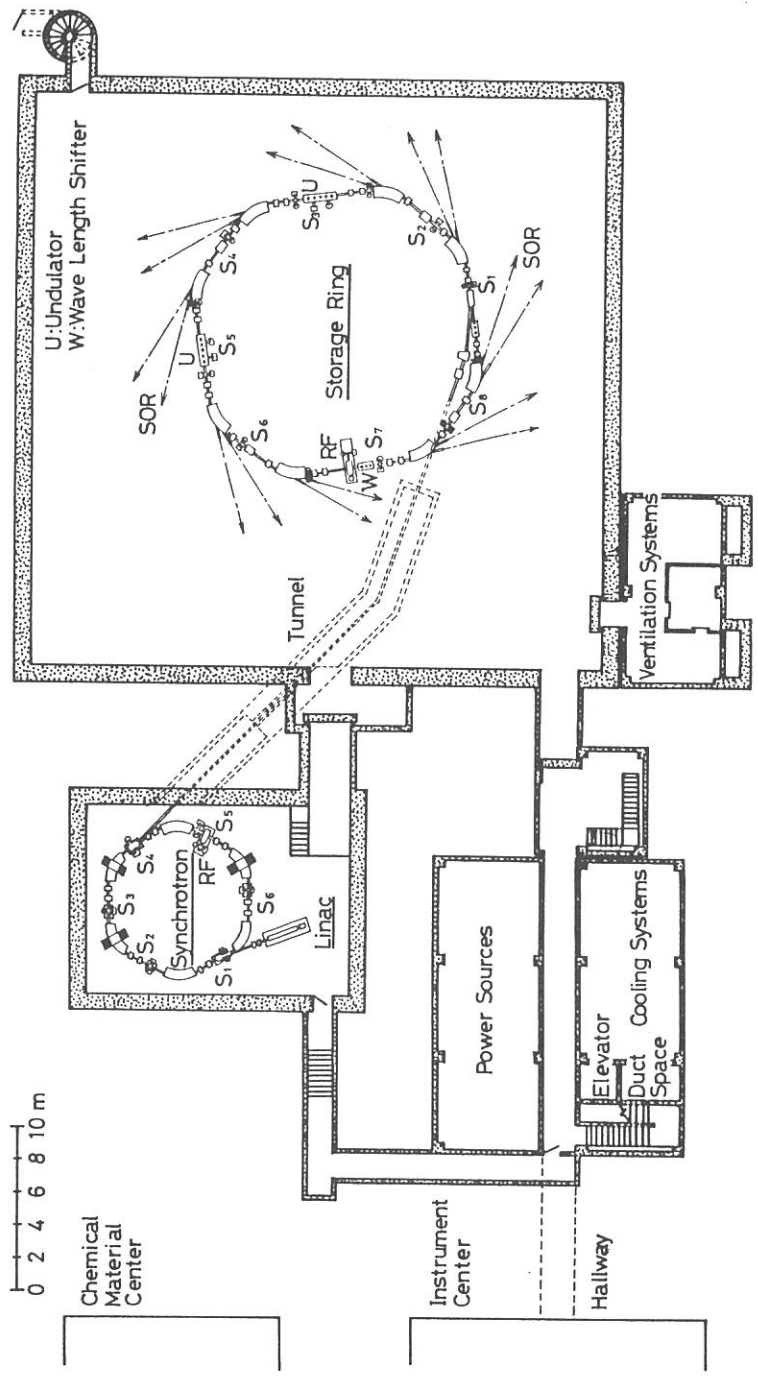 U:Undulator
W:Wave Length Shifter
SOR
U
S5
S4
S3
U
S6
S2
Storage Ring
RF
W
S7
S8
S1
SOR
Tunnel
Ventilation Systems
S3
S4
S2
Synchrotron
RF
S5
S1
S6
Linac
Power Sources
Elevator
Duct
Space
Cooling Systems
0 2 4 6 8 10 m
Chemical
Material
Center
Instrument
Center
Hallway